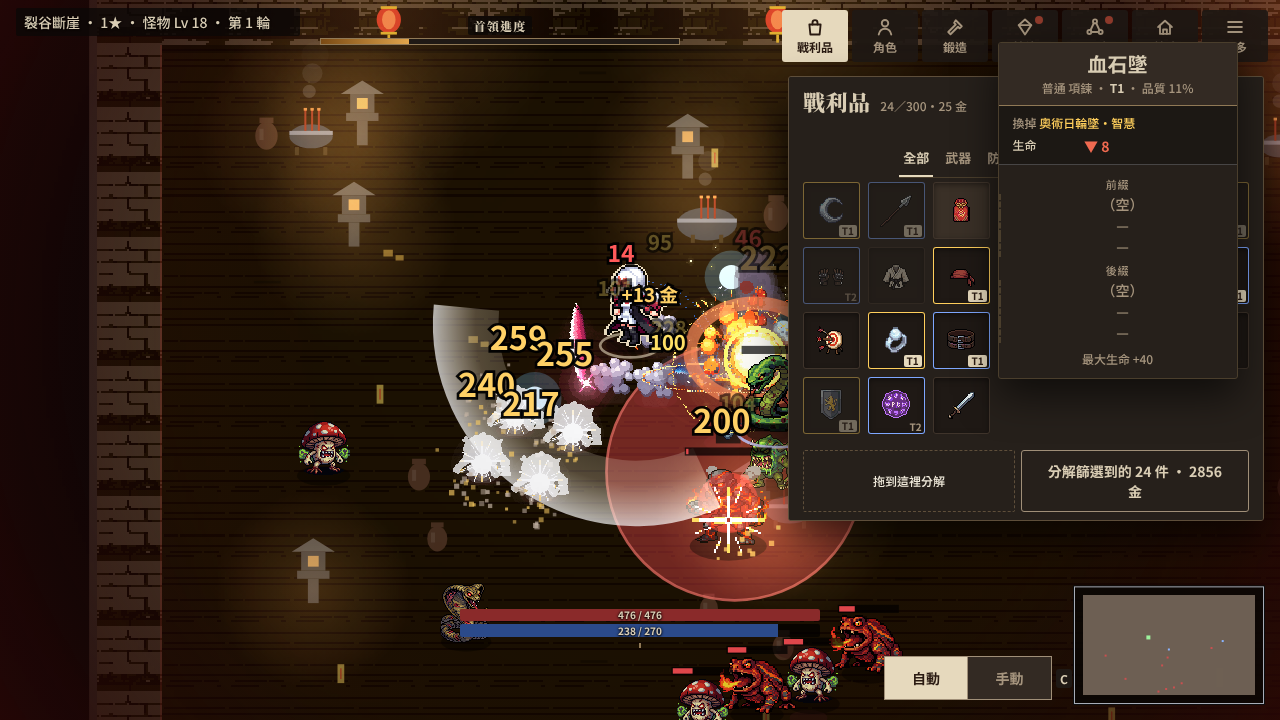 裂谷斷崖 ・ 1★ ・ 怪物 Lv 18 ・ 第 1 輪
首領進度
戰利品
角色
鍛造
多
戰利品 24／300・25 金
全部 武器 防
T1 T1
T2 T1
T1 T1
T1 T2
血石墜
普通 項鍊 ・ T1 ・ 品質 11%
換掉 奧術日輪墜・智慧
生命 ▼ 8
前綴
（空）
—
—
後綴
（空）
—
—
最大生命 +40
拖到這裡分解
分解篩選到的 24 件 ・ 2856
金
14
95
46
222
+13 金
100
259
255
240
217
200
476 / 476
238 / 270
自動 手動 C